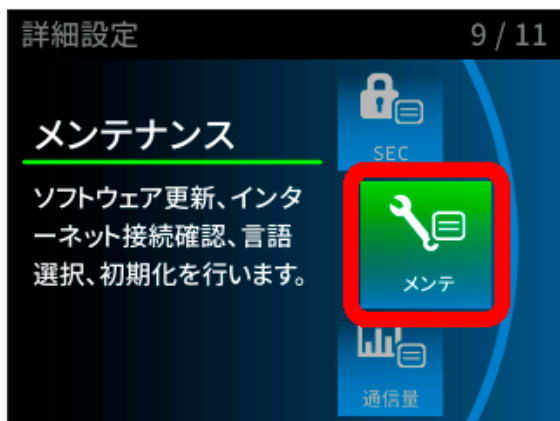 詳細設定
9 / 11
メンテナンス
ソフトウェア更新、インタ
ーネット接続確認、言語
選択、初期化を行います。
SEC
メンテ
通信量